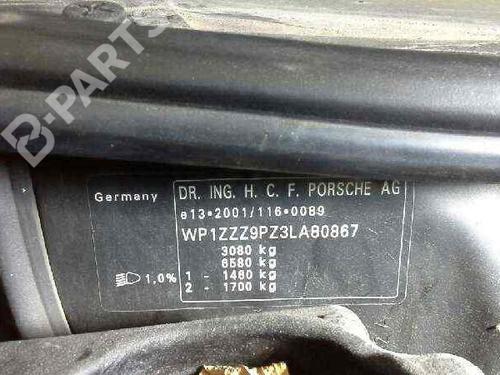 B-PARTS
Germany
DR. ING. H. C. F. PORSCHE AG
e13*2001/116*0089
WP1ZZZ9PZ3LA80867
3080 kg
6580 kg
1,0%
1 - 1460 kg
2 - 1700 kg